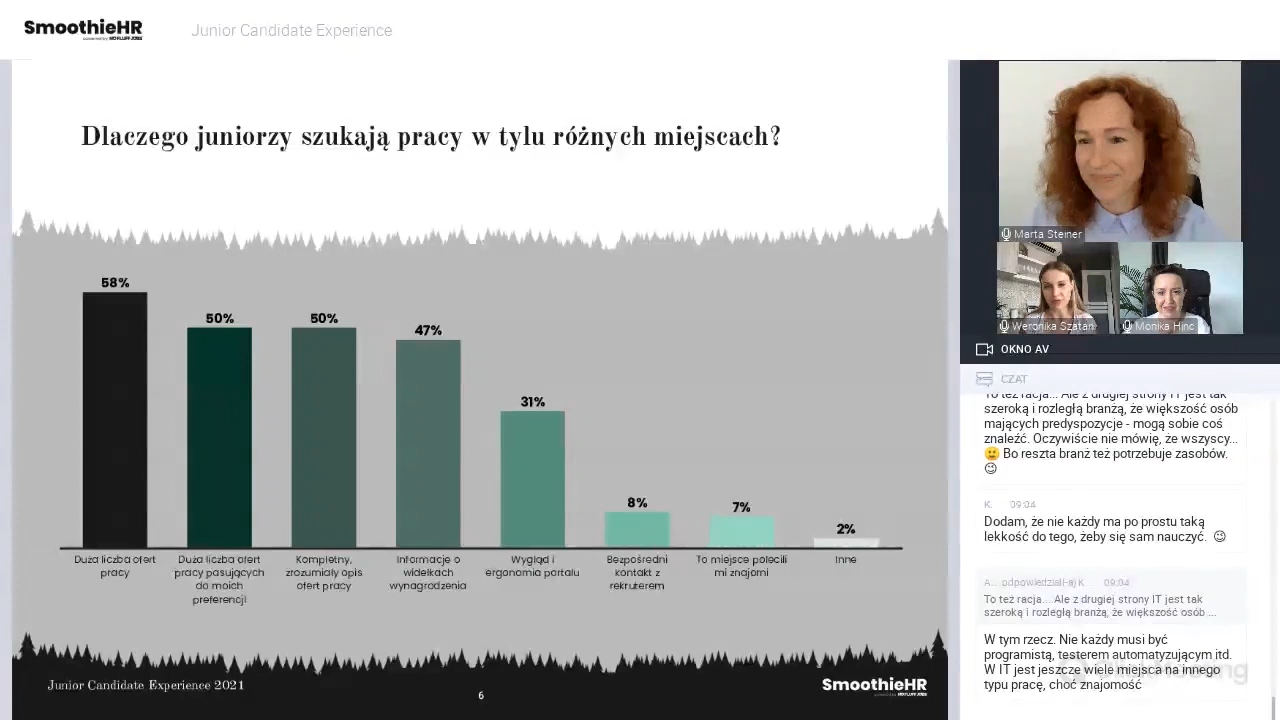 SmoothieHR
POWERED BY NO FLUFF JOBS
Junior Candidate Experience
Dlaczego juniorzy szukają pracy w tylu różnych miejscach?
58%
50%
50%
47%
31%
8%
7%
2%
Duża liczba ofert
pracy
Duża liczba ofert
pracy pasujących
do moich
preferencji
Kompletny,
zrozumiały opis
ofert pracy
Informacje o
widełkach
wynagrodzenia
Wygląd i
ergonomia portalu
Bezpośredni
kontakt z
rekruterem
To miejsce polecili
mi znajomi
Inne
Junior Candidate Experience 2021
6
SmoothieHR
Marta Steiner
Weronika Szatan
Monika Hinc
OKNO AV
CZAT
To też racja... Ale z drugiej strony IT jest tak
szeroką i rozległą branżą, że większość osób
mających predyspozycje - mogą sobie coś
znaleźć. Oczywiście nie mówię, że wszyscy...
🙂 Bo reszta branż też potrzebuje zasobów.
😉
K. 09:04
Dodam, że nie każdy ma po prostu taką
lekkość do tego, żeby się sam nauczyć. 😉
A... odpowiedział(-a) K 09:04
To też racja... Ale z drugiej strony IT jest tak
szeroką i rozległą branżą, że większość osób ...
W tym rzecz. Nie każdy musi być
programistą, testerem automatyzującym itd.
W IT jest jeszcze wiele miejsca na innego
typu pracę, choć znajomość